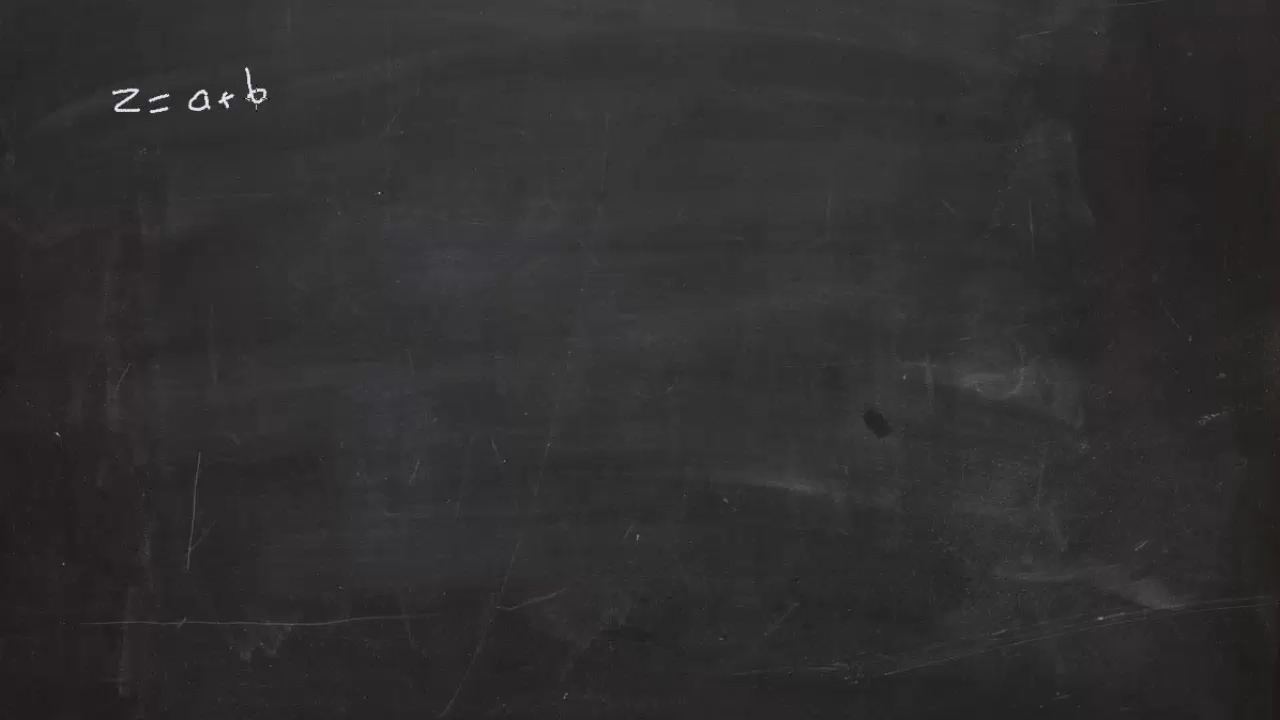 z = a + b